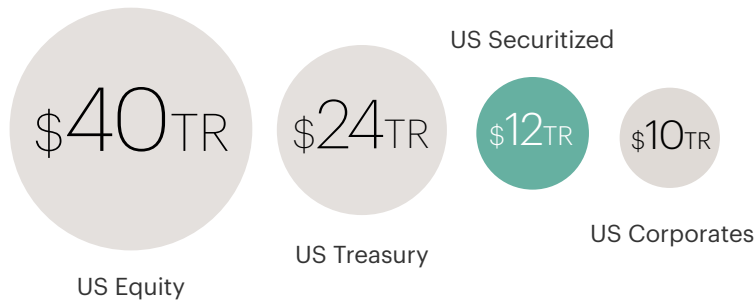 US Securitized
$40TR
$24TR
$12TR
$10TR
US Corporates
US Treasury
US Equity